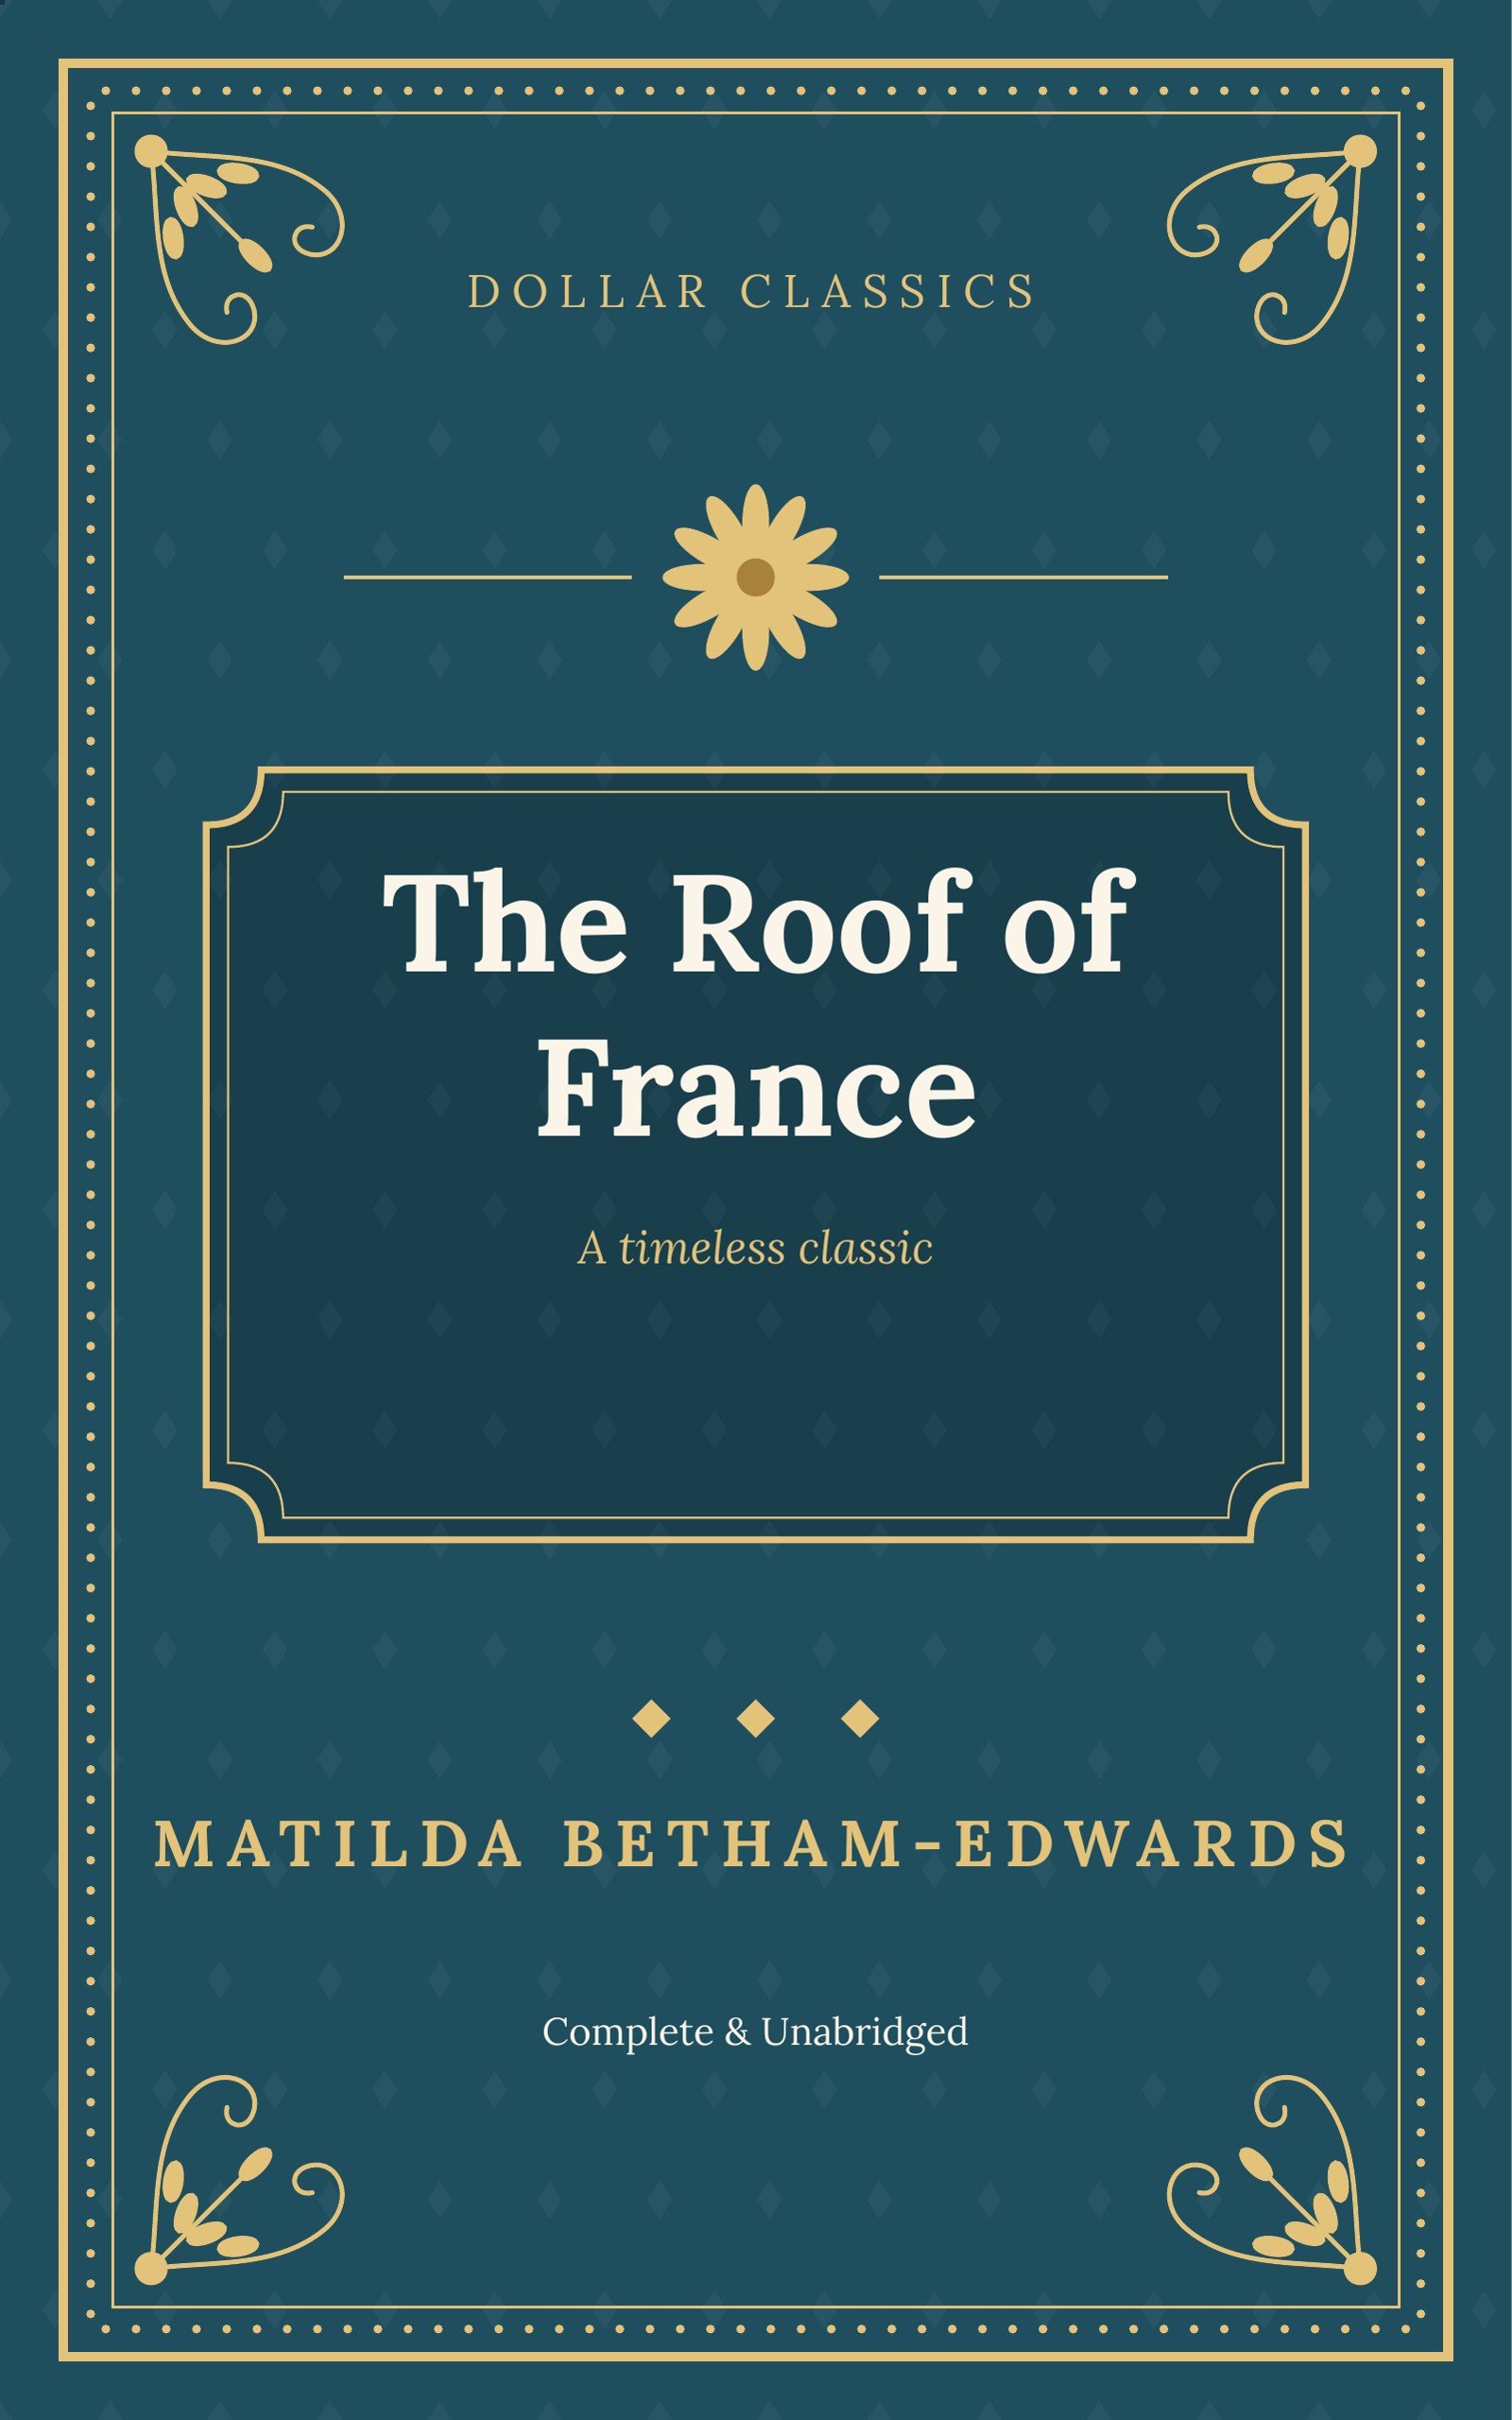 DOLLAR CLASSICS
The Roof of
France
A timeless classic
MATILDA BETHAM-EDWARDS
Complete & Unabridged